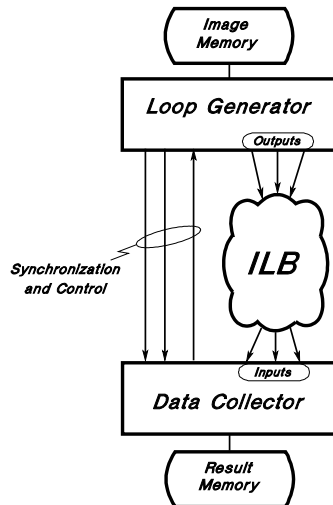 Image
Memory
Loop Generator
Outputs
ILB
Synchronization
and Control
Inputs
Data Collector
Result
Memory